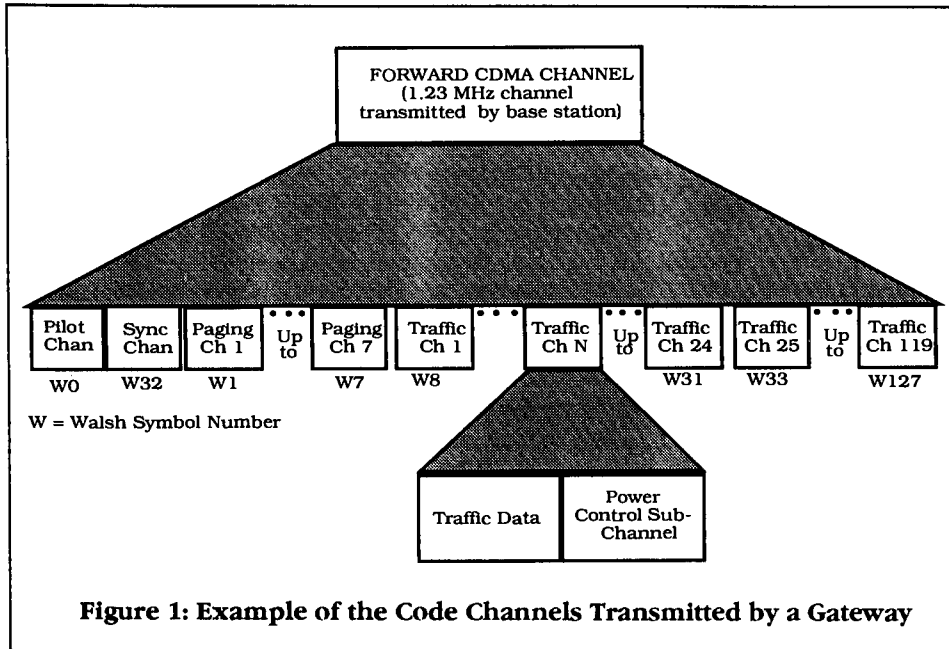 FORWARD CDMA CHANNEL
(1.23 MHz channel
transmitted by base station)
Pilot
Chan
Sync
Chan
Paging
Ch 1
• • •
Up
to
Paging
Ch 7
Traffic
Ch 1
• • •
Traffic
Ch N
• • •
Up
to
Traffic
Ch 24
Traffic
Ch 25
• • •
Up
to
Traffic
Ch 119
W0 W32 W1 W7 W8 W31 W33 W127
W = Walsh Symbol Number
Traffic Data
Power
Control Sub-
Channel
Figure 1: Example of the Code Channels Transmitted by a Gateway